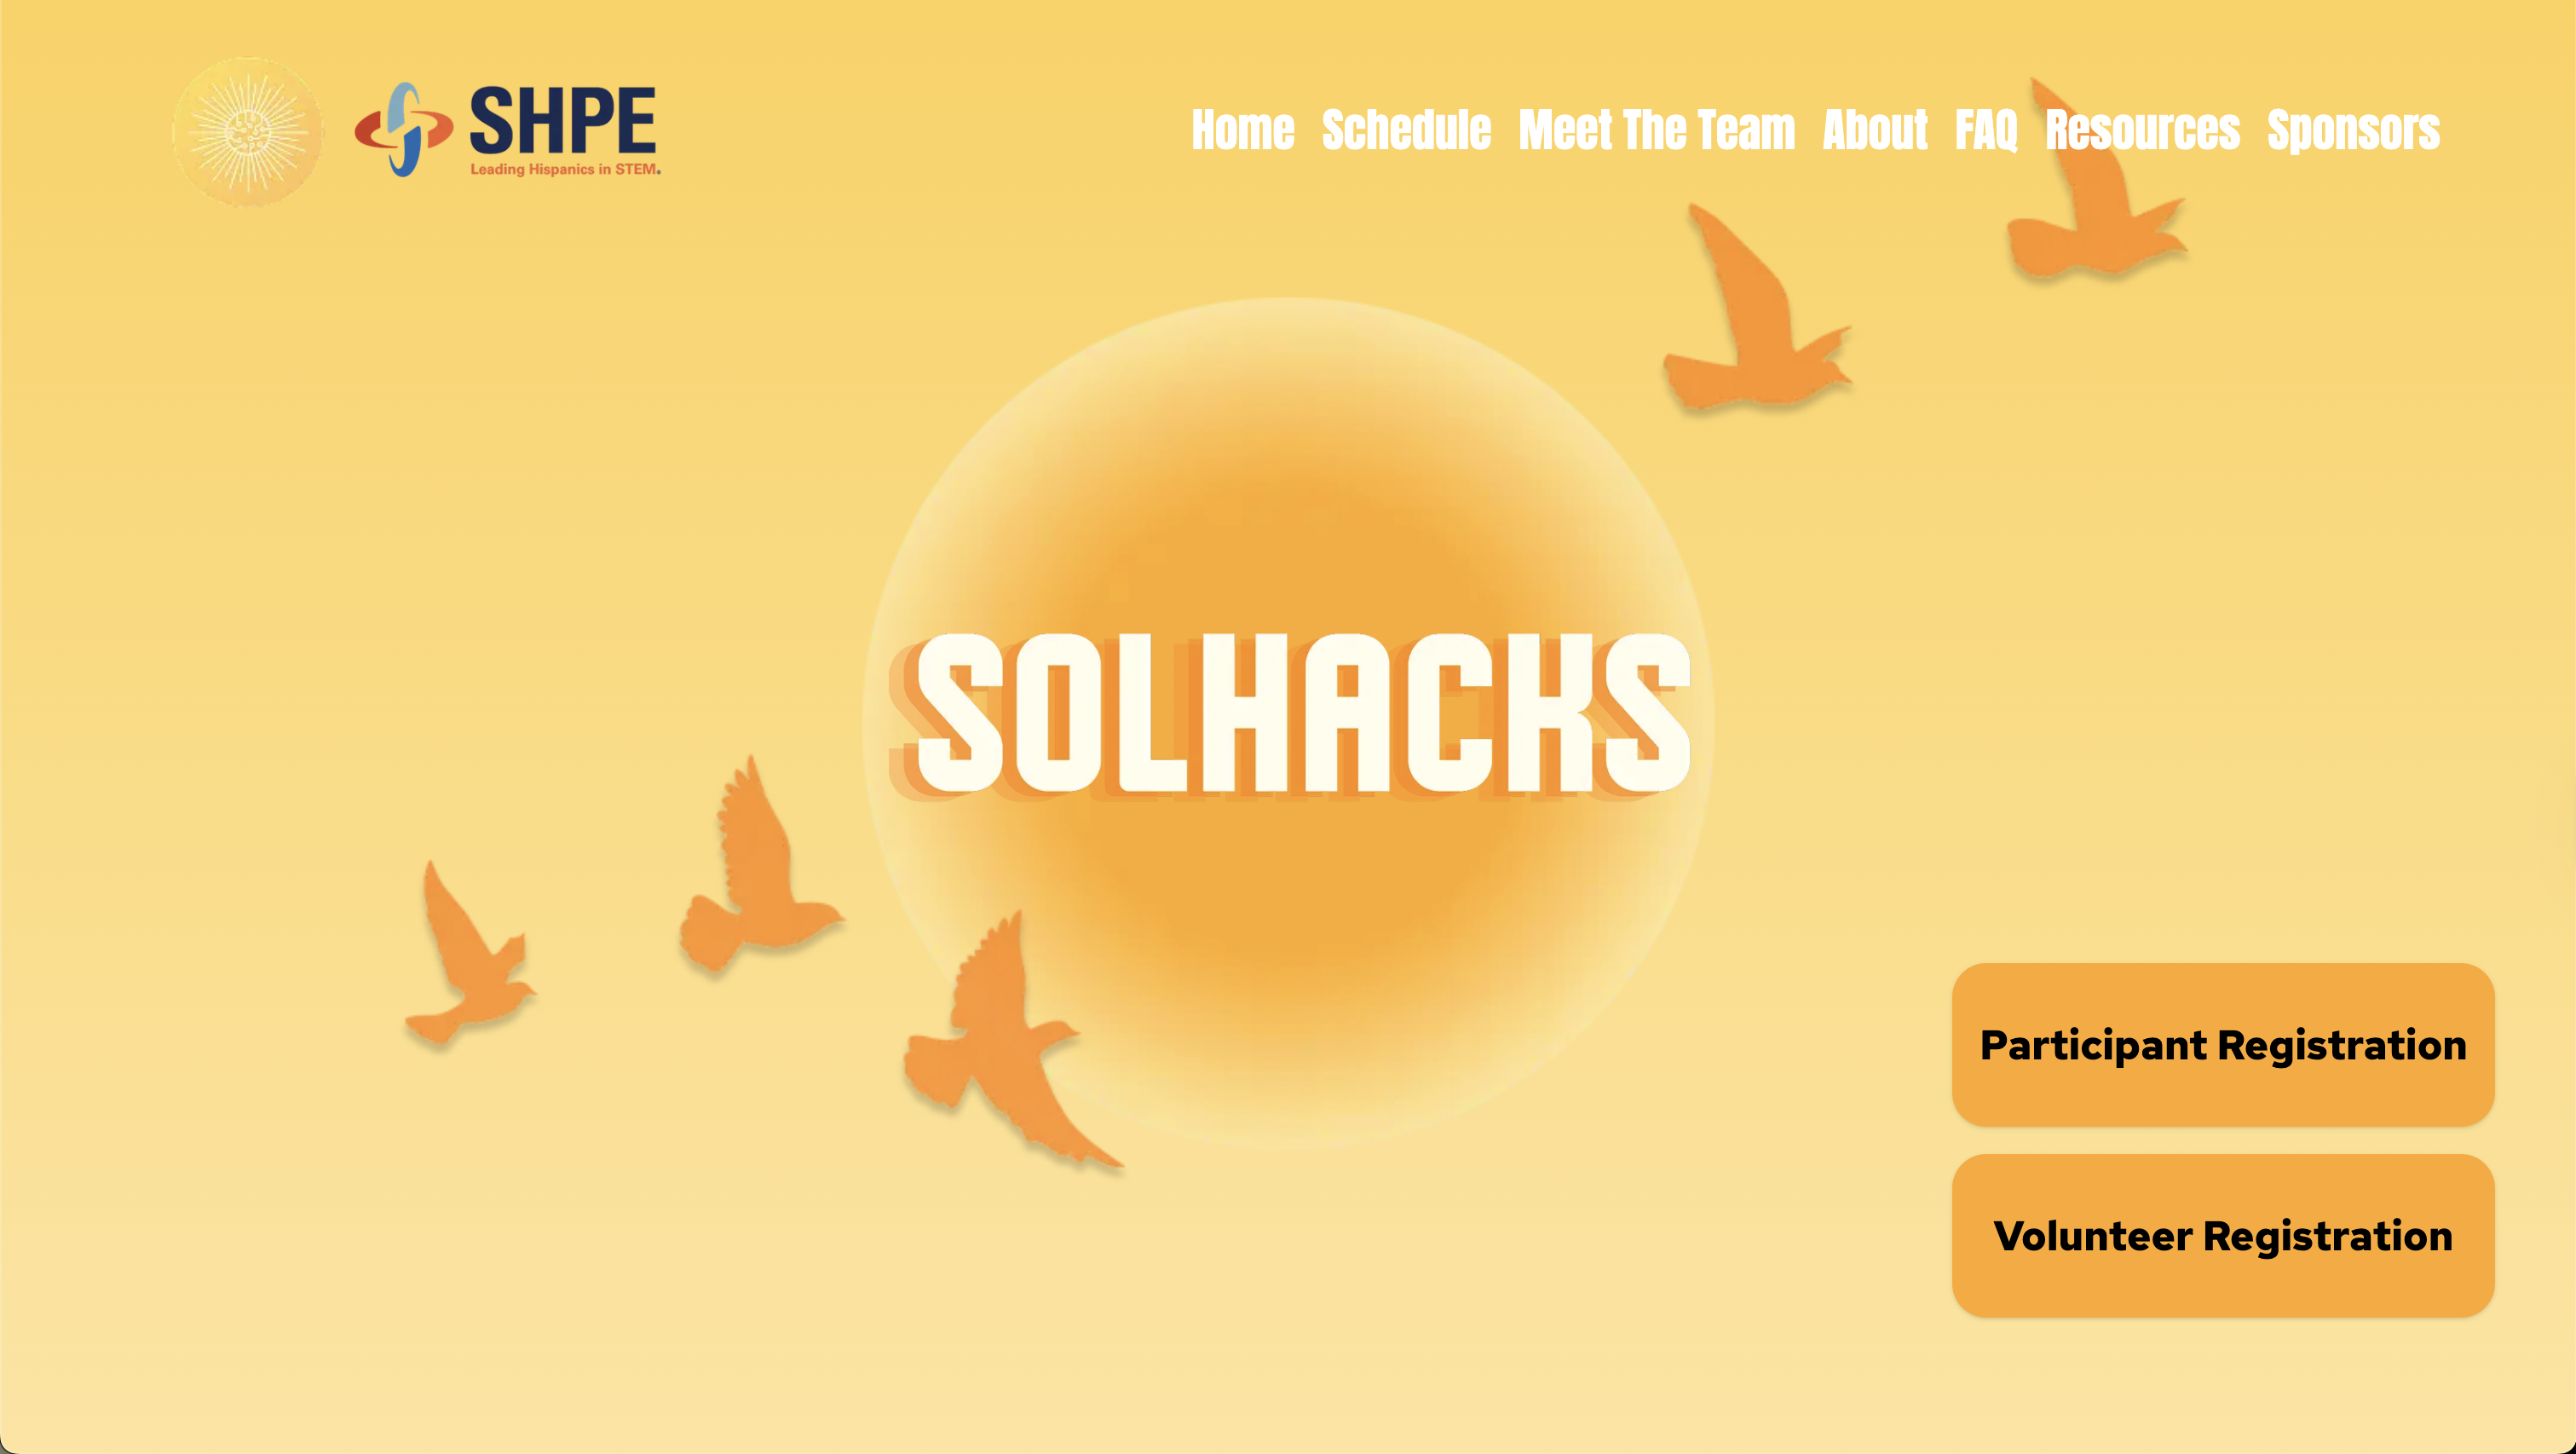 SHPE
Leading Hispanics in STEM.
Home Schedule Meet The Team About FAQ Resources Sponsors
SOLHACKS
Participant Registration
Volunteer Registration